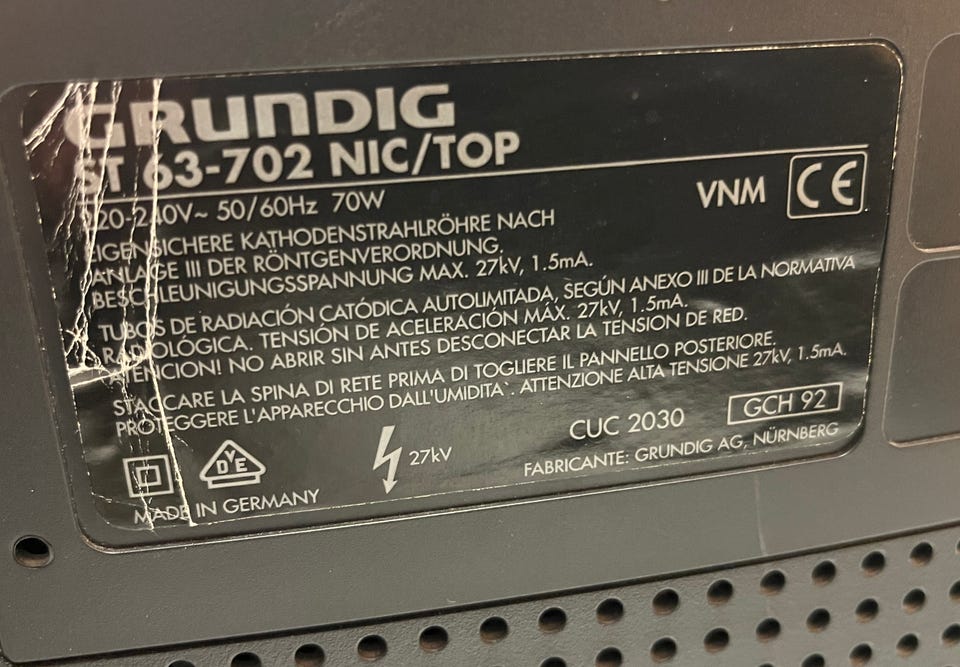 GRUNDIG
ST 63-702 NIC/TOP
220-240V~ 50/60Hz 70W
VNM CE
EIGENSICHERE KATHODENSTRAHLRÖHRE NACH
ANLAGE III DER RÖNTGENVERORDNUNG.
BESCHLEUNIGUNGSSPANNUNG MAX. 27kV, 1.5mA.
TUBOS DE RADIACIÓN CATÓDICA AUTOLIMITADA, SEGÚN ANEXO III DE LA NORMATIVA
RADIOLÓGICA. TENSIÓN DE ACELERACIÓN MÁX. 27kV, 1.5mA.
ATENCION! NO ABRIR SIN ANTES DESCONECTAR LA TENSION DE RED.
STACCARE LA SPINA DI RETE PRIMA DI TOGLIERE IL PANNELLO POSTERIORE.
PROTEGGERE L'APPARECCHIO DALL'UMIDITA`. ATTENZIONE ALTA TENSIONE 27kV, 1.5mA.
DVE
27kV
CUC 2030
GCH 92
MADE IN GERMANY
FABRICANTE: GRUNDIG AG, NÜRNBERG